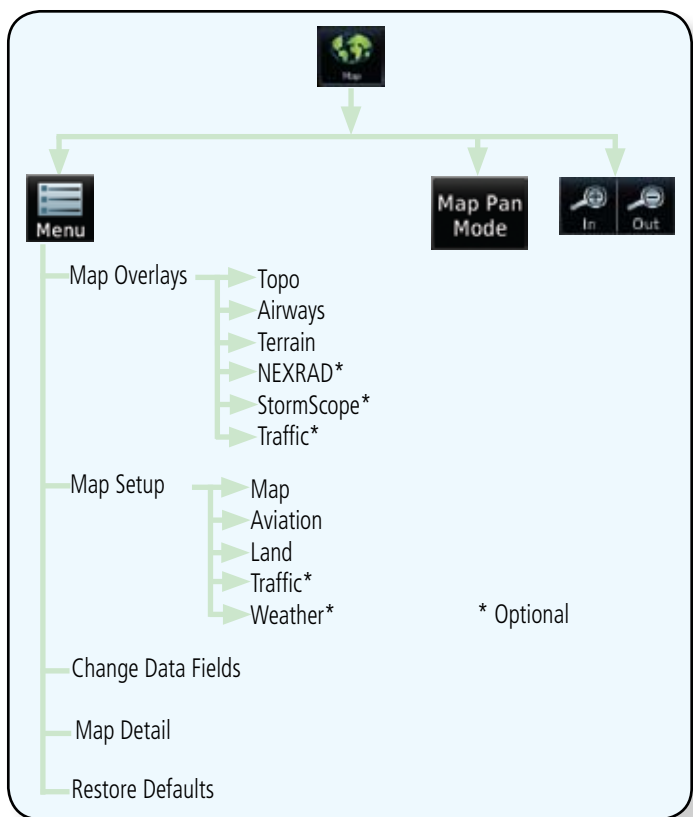 Map
Menu
Map Pan
Mode
In
Out
Map Overlays
Topo
Airways
Terrain
NEXRAD*
StormScope*
Traffic*
Map Setup
Map
Aviation
Land
Traffic*
Weather*
* Optional
Change Data Fields
Map Detail
Restore Defaults